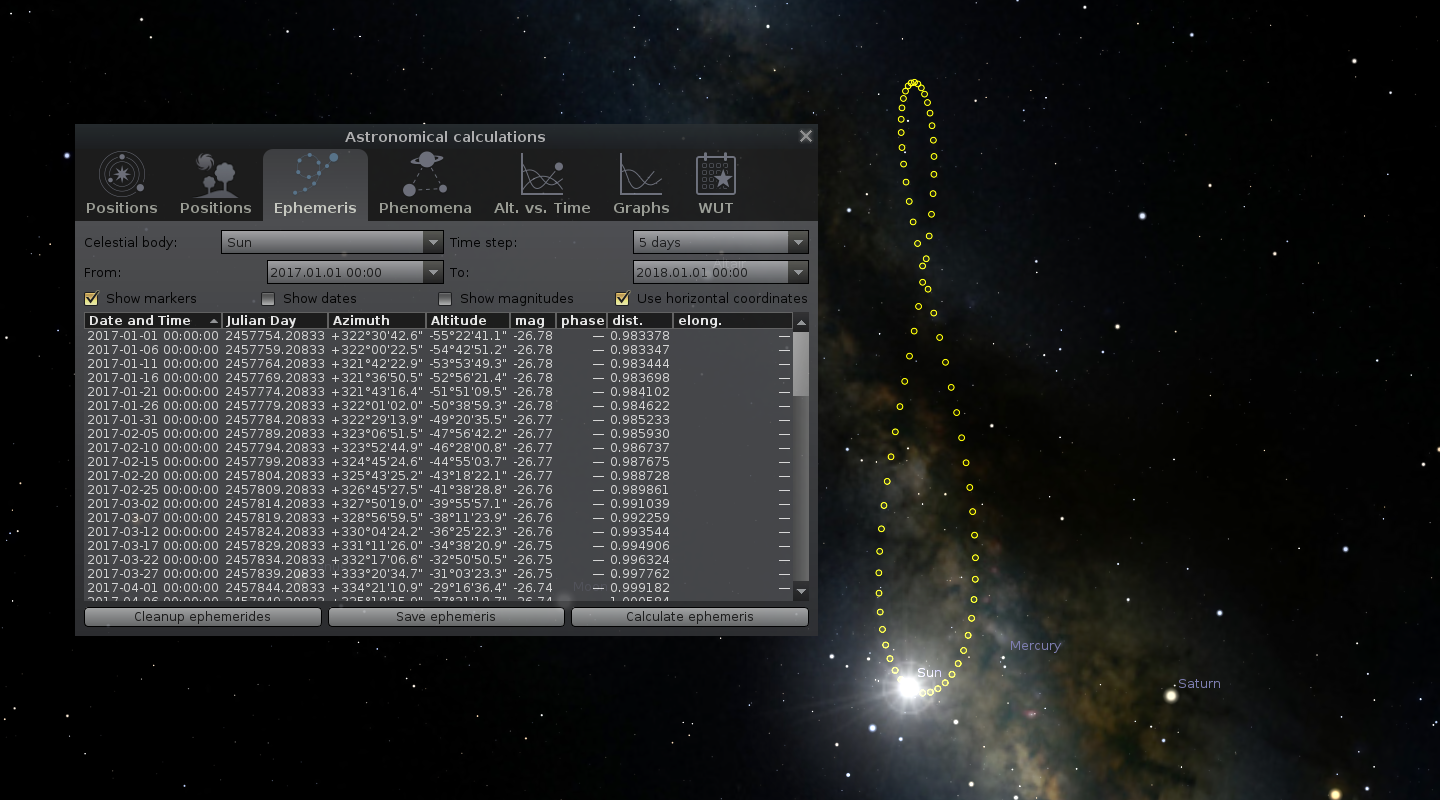 Astronomical calculations
Positions Positions Ephemeris Phenomena Alt. vs. Time Graphs WUT
Celestial body: Sun Time step: 5 days
From: 2017.01.01 00:00 To: 2018.01.01 00:00
Show markers Show dates Show magnitudes Use horizontal coordinates
Date and Time Julian Day Azimuth Altitude mag phase dist. elong.
2017-01-01 00:00:00 2457754.20833 +322°30'42.6" -55°22'41.1" -26.78 — 0.983378 —
2017-01-06 00:00:00 2457759.20833 +322°00'22.5" -54°42'51.2" -26.78 — 0.983347 —
2017-01-11 00:00:00 2457764.20833 +321°42'22.9" -53°53'49.3" -26.78 — 0.983444 —
2017-01-16 00:00:00 2457769.20833 +321°36'50.5" -52°56'21.4" -26.78 — 0.983698 —
2017-01-21 00:00:00 2457774.20833 +321°43'16.4" -51°51'09.5" -26.78 — 0.984102 —
2017-01-26 00:00:00 2457779.20833 +322°01'02.0" -50°38'59.3" -26.78 — 0.984622 —
2017-01-31 00:00:00 2457784.20833 +322°29'13.9" -49°20'35.5" -26.77 — 0.985233 —
2017-02-05 00:00:00 2457789.20833 +323°06'51.5" -47°56'42.2" -26.77 — 0.985930 —
2017-02-10 00:00:00 2457794.20833 +323°52'44.9" -46°28'00.8" -26.77 — 0.986737 —
2017-02-15 00:00:00 2457799.20833 +324°45'24.6" -44°55'03.7" -26.77 — 0.987675 —
2017-02-20 00:00:00 2457804.20833 +325°43'25.2" -43°18'22.1" -26.77 — 0.988728 —
2017-02-25 00:00:00 2457809.20833 +326°45'27.5" -41°38'28.8" -26.76 — 0.989861 —
2017-03-02 00:00:00 2457814.20833 +327°50'19.0" -39°55'57.1" -26.76 — 0.991039 —
2017-03-07 00:00:00 2457819.20833 +328°56'59.5" -38°11'23.9" -26.76 — 0.992259 —
2017-03-12 00:00:00 2457824.20833 +330°04'24.2" -36°25'22.3" -26.76 — 0.993544 —
2017-03-17 00:00:00 2457829.20833 +331°11'26.0" -34°38'20.9" -26.75 — 0.994906 —
2017-03-22 00:00:00 2457834.20833 +332°17'06.6" -32°50'50.5" -26.75 — 0.996324 —
2017-03-27 00:00:00 2457839.20833 +333°20'34.7" -31°03'23.3" -26.75 — 0.997762 —
2017-04-01 00:00:00 2457844.20833 +334°21'10.9" -29°16'36.4" -26.74 — 0.999182 —
Cleanup ephemerides Save ephemeris Calculate ephemeris
Mercury
Sun
Saturn